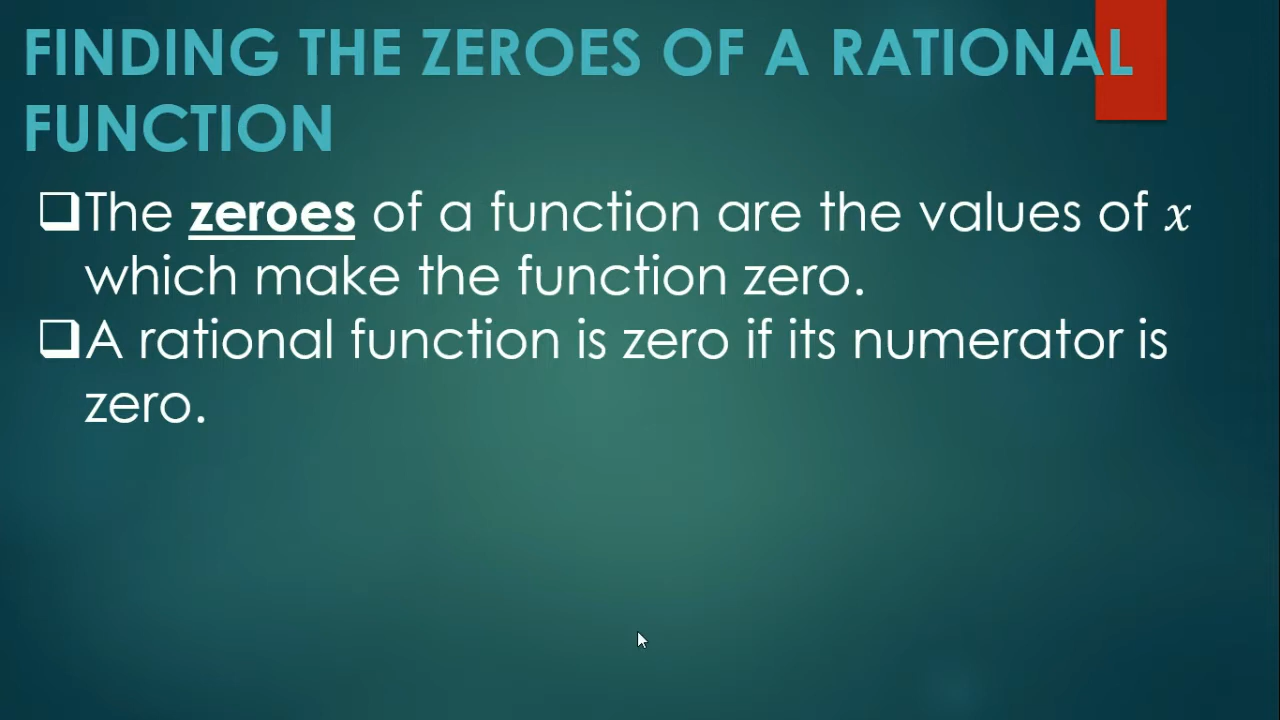 FINDING THE ZEROES OF A RATIONAL
FUNCTION
❑The zeroes of a function are the values of 𝑥
which make the function zero.
❑A rational function is zero if its numerator is
zero.